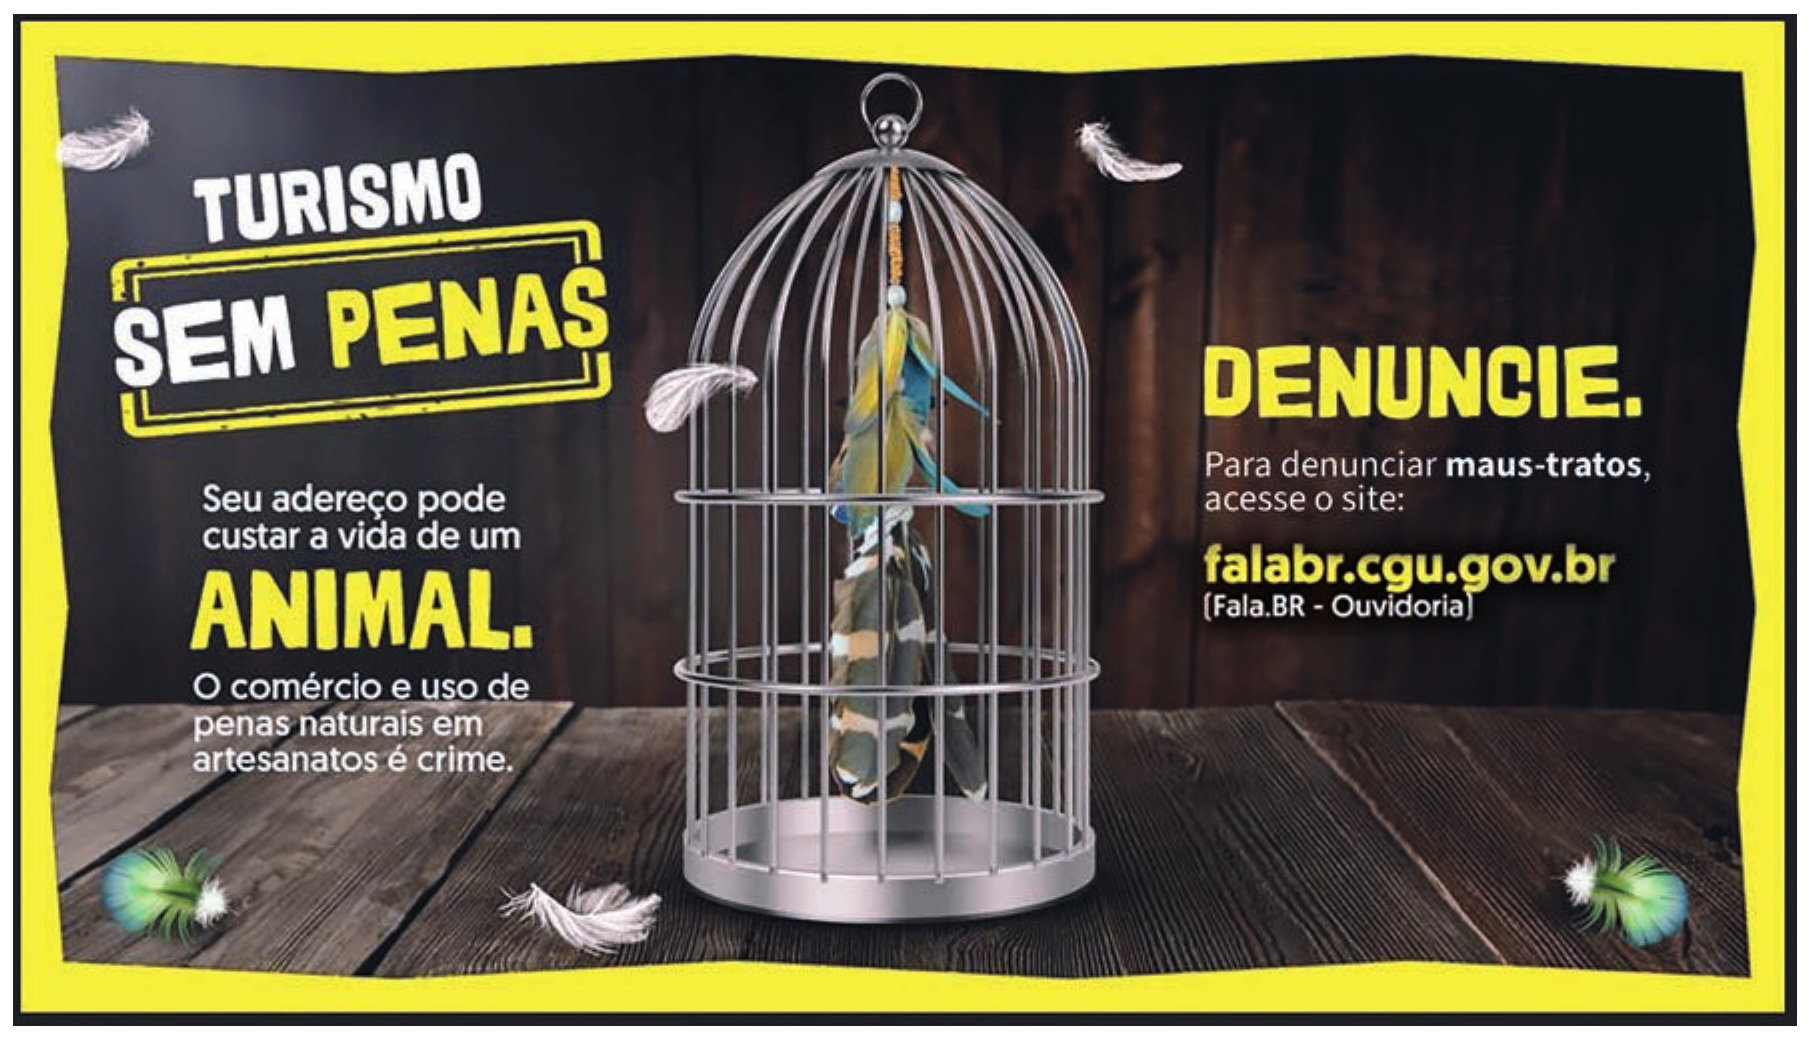 TURISMO
SEM PENAS
Seu adereço pode
custar a vida de um
ANIMAL.
O comércio e uso de
penas naturais em
artesanatos é crime.
DENUNCIE.
Para denunciar maus-tratos,
acesse o site:
falabr.cgu.gov.br
(Fala.BR - Ouvidoria)